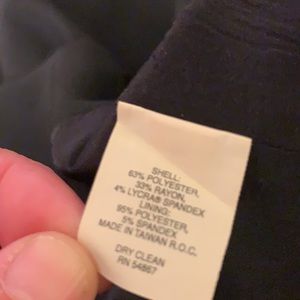 SHELL:
63% POLYESTER,
33% RAYON,
4% LYCRA® SPANDEX
LINING:
95% POLYESTER,
5% SPANDEX
MADE IN TAIWAN R.O.C.
DRY CLEAN
RN 54867